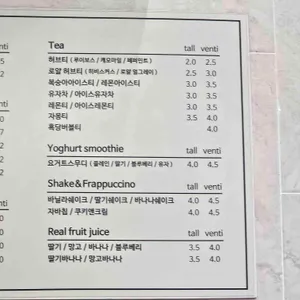 Tea tall venti
허브티 ( 루이보스 / 캐모마일 / 페퍼민트 ) 2.0 2.5
로얄 허브티 ( 히비스커스 / 로얄 얼그레이 ) 2.5 3.0
복숭아아이스티 / 레몬아이스티 3.0 3.5
유자차 / 아이스유자차 3.0 3.5
레몬티 / 아이스레몬티 3.0 3.5
자몽티 3.5 4.0
흑당버블티 4.0
Yoghurt smoothie tall venti
요거트스무디 ( 플레인 / 딸기 / 블루베리 / 유자 ) 4.0 4.5
Shake&Frappuccino tall venti
바닐라쉐이크 / 딸기쉐이크 / 바나나쉐이크 4.0 4.5
자바칩 / 쿠키앤크림 4.0 4.5
Real fruit juice tall venti
딸기 / 망고 / 바나나 / 블루베리 3.5 4.0
딸기바나나 / 망고바나나 3.5 4.0